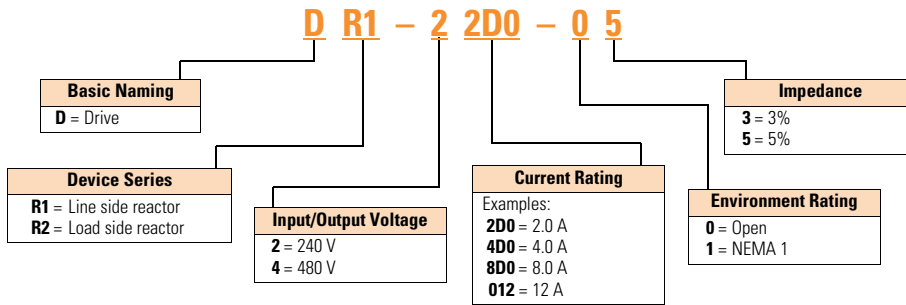 D R1 – 2 2D0 – 0 5
Basic Naming
D = Drive
Device Series
R1 = Line side reactor
R2 = Load side reactor
Input/Output Voltage
2 = 240 V
4 = 480 V
Current Rating
Examples:
2D0 = 2.0 A
4D0 = 4.0 A
8D0 = 8.0 A
012 = 12 A
Environment Rating
0 = Open
1 = NEMA 1
Impedance
3 = 3%
5 = 5%